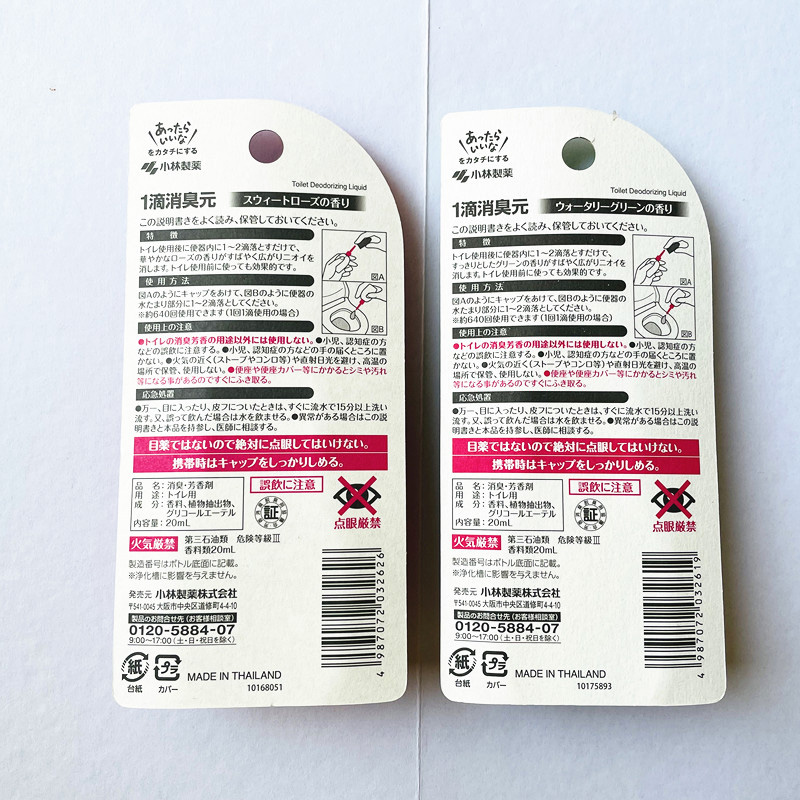 あったら
いいな
をカタチにする
小林製薬
Toilet Deodorizing Liquid
1滴消臭元 スウィートローズの香り
この説明書きをよく読み、保管しておいてください。
特 徴
トイレ使用後に便器内に1~2滴落とすだけで、
華やかなローズの香りがすばやく広がりニオイを
消します。トイレ使用前に使っても効果的です。
図A
使 用 方 法
図Aのようにキャップをあけて、図Bのように便器の
水たまり部分に1~2滴落としてください。
※約640回使用できます(1回1滴使用の場合)
図B
使用上の注意
●トイレの消臭芳香の用途以外には使用しない。●小児、認知症の方
などの誤飲に注意する。●小児、認知症の方などの手の届くところに置
かない。●火気の近く(ストーブやコンロ等)や直射日光を避け、高温の
場所で保管、使用しない。●便座や便座カバー等にかかるとシミや汚れ
等になる事があるのですぐにふき取る。
応急処置
●万一、目に入ったり、皮フについたときは、すぐに流水で15分以上洗い
流す。又、誤って飲んだ場合は水を飲ませる。●異常がある場合はこの説
明書きと本品を持参し、医師に相談する。
目薬ではないので絶対に点眼してはいけない。
携帯時はキャップをしっかりしめる。
品 名:消臭・芳香剤
用 途:トイレ用
成 分:香料、植物抽出物、
グリコールエーテル
内容量:20mL
誤飲に注意
証
点眼厳禁
火気厳禁 第三石油類 危険等級Ⅲ
香料類20mL
製造番号はボトル底面に記載。
※浄化槽に影響を与えません。
発売元 小林製薬株式会社
〒541-0045 大阪市中央区道修町4-4-10
製品のお問合せ先(お客様相談室)
0120-5884-07
9:00~17:00(土・日・祝日を除く)
4 987072 032626
紙
台紙
プラ
カバー
MADE IN THAILAND
10168051
あったら
いいな
をカタチにする
小林製薬
Toilet Deodorizing Liquid
1滴消臭元 ウォータリーグリーンの香り
この説明書きをよく読み、保管しておいてください。
特 徴
トイレ使用後に便器内に1~2滴落とすだけで、
すっきりとしたグリーンの香りがすばやく広がりニオイを
消します。トイレ使用前に使っても効果的です。
図A
使 用 方 法
図Aのようにキャップをあけて、図Bのように便器の
水たまり部分に1~2滴落としてください。
※約640回使用できます(1回1滴使用の場合)
図B
使用上の注意
●トイレの消臭芳香の用途以外には使用しない。●小児、認知症の方
などの誤飲に注意する。●小児、認知症の方などの手の届くところに置
かない。●火気の近く(ストーブやコンロ等)や直射日光を避け、高温の
場所で保管、使用しない。●便座や便座カバー等にかかるとシミや汚れ
等になる事があるのですぐにふき取る。
応急処置
●万一、目に入ったり、皮フについたときは、すぐに流水で15分以上洗い
流す。又、誤って飲んだ場合は水を飲ませる。●異常がある場合はこの説
明書きと本品を持参し、医師に相談する。
目薬ではないので絶対に点眼してはいけない。
携帯時はキャップをしっかりしめる。
品 名:消臭・芳香剤
用 途:トイレ用
成 分:香料、植物抽出物、
グリコールエーテル
内容量:20mL
誤飲に注意
証
点眼厳禁
火気厳禁 第三石油類 危険等級Ⅲ
香料類20mL
製造番号はボトル底面に記載。
※浄化槽に影響を与えません。
発売元 小林製薬株式会社
〒541-0045 大阪市中央区道修町4-4-10
製品のお問合せ先(お客様相談室)
0120-5884-07
9:00~17:00(土・日・祝日を除く)
4 987072 032619
紙
台紙
プラ
カバー
MADE IN THAILAND
10175893